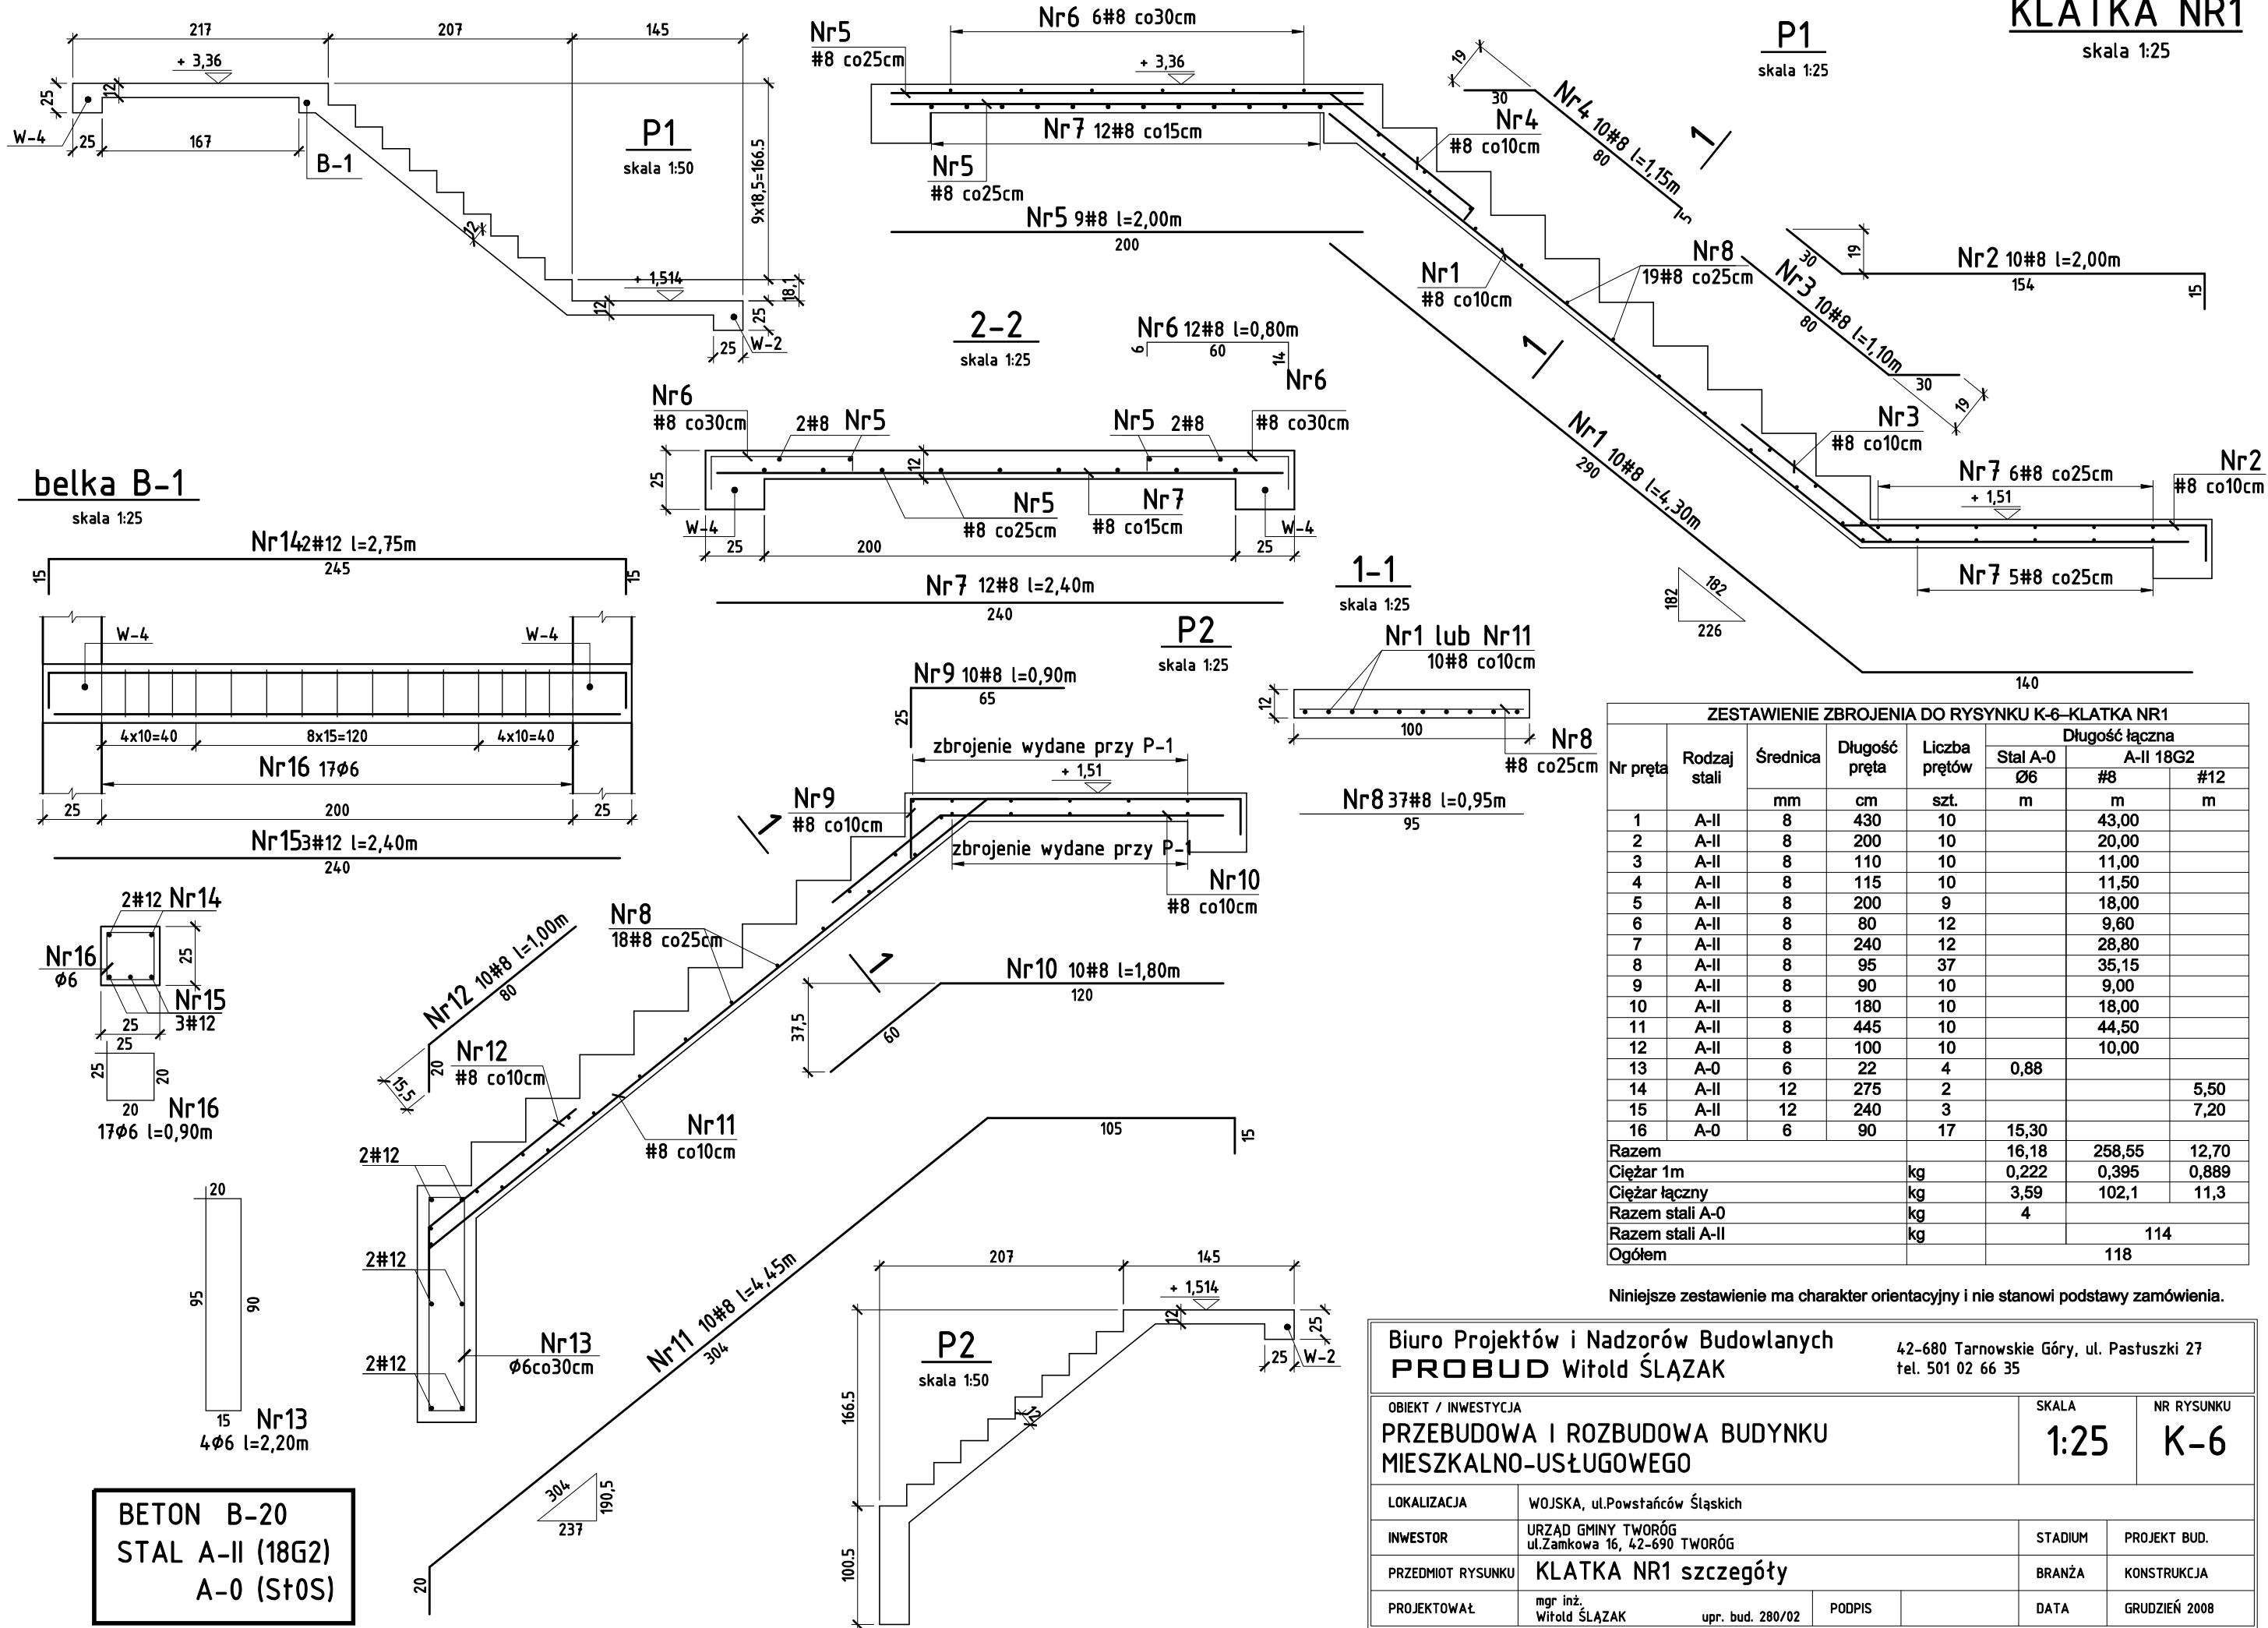 KLATKA NR1
skala 1:25
217
207
145
+ 3,36
25
12
W-4
25
167
B-1
P1
skala 1:50
9x18,5=166.5
12
+ 1,514
18,1
12
25
25
W-2
Nr6 6#8 co30cm
Nr5
#8 co25cm
+ 3,36
Nr7 12#8 co15cm
Nr5
#8 co25cm
Nr5 9#8 l=2,00m
200
P1
skala 1:25
19
30
Nr4 10#8 l=1,15m
80
15
Nr4
#8 co10cm
1
Nr1
#8 co10cm
Nr8
19#8 co25cm
30
19
Nr2 10#8 l=2,00m
154
15
Nr3 10#8 l=1,10m
80
30
19
1
Nr1 10#8 l=4,30m
290
140
Nr3
#8 co10cm
Nr7 6#8 co25cm
+ 1,51
Nr2
#8 co10cm
Nr7 5#8 co25cm
182
182
226
2-2
skala 1:25
Nr6 12#8 l=0,80m
6
60
14
Nr6
#8 co30cm
2#8 Nr5
Nr5 2#8
Nr6
#8 co30cm
25
12
W-4
Nr5
#8 co25cm
Nr7
#8 co15cm
W-4
25
200
25
Nr7 12#8 l=2,40m
240
belka B-1
skala 1:25
Nr14 2#12 l=2,75m
245
15
15
W-4
W-4
4x10=40
8x15=120
4x10=40
Nr16 17ϕ6
25
200
25
Nr15 3#12 l=2,40m
240
2#12 Nr14
Nr16
ϕ6
25
Nr15
3#12
25
25
25
20
20
Nr16
17ϕ6 l=0,90m
20
95
90
15
Nr13
4ϕ6 l=2,20m
1-1
skala 1:25
Nr1 lub Nr11
10#8 co10cm
12
100
Nr8
#8 co25cm
Nr8 37#8 l=0,95m
95
P2
skala 1:25
Nr9 10#8 l=0,90m
65
25
zbrojenie wydane przy P-1
+ 1,51
Nr9
#8 co10cm
1
zbrojenie wydane przy P-1
Nr10
#8 co10cm
Nr8
18#8 co25cm
1
Nr10 10#8 l=1,80m
120
37,5
60
Nr12 10#8 l=1,00m
80
20
15,5
Nr12
#8 co10cm
Nr11
#8 co10cm
2#12
2#12
2#12
Nr13
ϕ6co30cm
105
15
Nr11 10#8 l=4,45m
304
20
304
190,5
237
207
145
+ 1,514
12
25
25
W-2
P2
skala 1:50
12
166.5
100.5
BETON B-20
STAL A-II (18G2)
A-0 (St0S)
ZESTAWIENIE ZBROJENIA DO RYSYNKU K-6–KLATKA NR1
Nr pręta Rodzaj stali Średnica Długość pręta Liczba prętów Długość łączna
Stal A-0 A-II 18G2
Ø6 #8 #12
mm cm szt. m m m
1 A-II 8 430 10 43,00
2 A-II 8 200 10 20,00
3 A-II 8 110 10 11,00
4 A-II 8 115 10 11,50
5 A-II 8 200 9 18,00
6 A-II 8 80 12 9,60
7 A-II 8 240 12 28,80
8 A-II 8 95 37 35,15
9 A-II 8 90 10 9,00
10 A-II 8 180 10 18,00
11 A-II 8 445 10 44,50
12 A-II 8 100 10 10,00
13 A-0 6 22 4 0,88
14 A-II 12 275 2 5,50
15 A-II 12 240 3 7,20
16 A-0 6 90 17 15,30
Razem 16,18 258,55 12,70
Ciężar 1m kg 0,222 0,395 0,889
Ciężar łączny kg 3,59 102,1 11,3
Razem stali A-0 kg 4
Razem stali A-II kg 114
Ogółem 118
Niniejsze zestawienie ma charakter orientacyjny i nie stanowi podstawy zamówienia.
Biuro Projektów i Nadzorów Budowlanych
PROBUD Witold ŚLĄZAK
42-680 Tarnowskie Góry, ul. Pastuszki 27
tel. 501 02 66 35
OBIEKT / INWESTYCJA
PRZEBUDOWA I ROZBUDOWA BUDYNKU
MIESZKALNO-USŁUGOWEGO
SKALA
1:25
NR RYSUNKU
K-6
LOKALIZACJA WOJSKA, ul.Powstańców Śląskich
INWESTOR URZĄD GMINY TWORÓG
ul.Zamkowa 16, 42-690 TWORÓG
STADIUM PROJEKT BUD.
PRZEDMIOT RYSUNKU KLATKA NR1 szczegóły
BRANŻA KONSTRUKCJA
PROJEKTOWAŁ mgr inż.
Witold ŚLĄZAK upr. bud. 280/02
PODPIS
DATA GRUDZIEŃ 2008